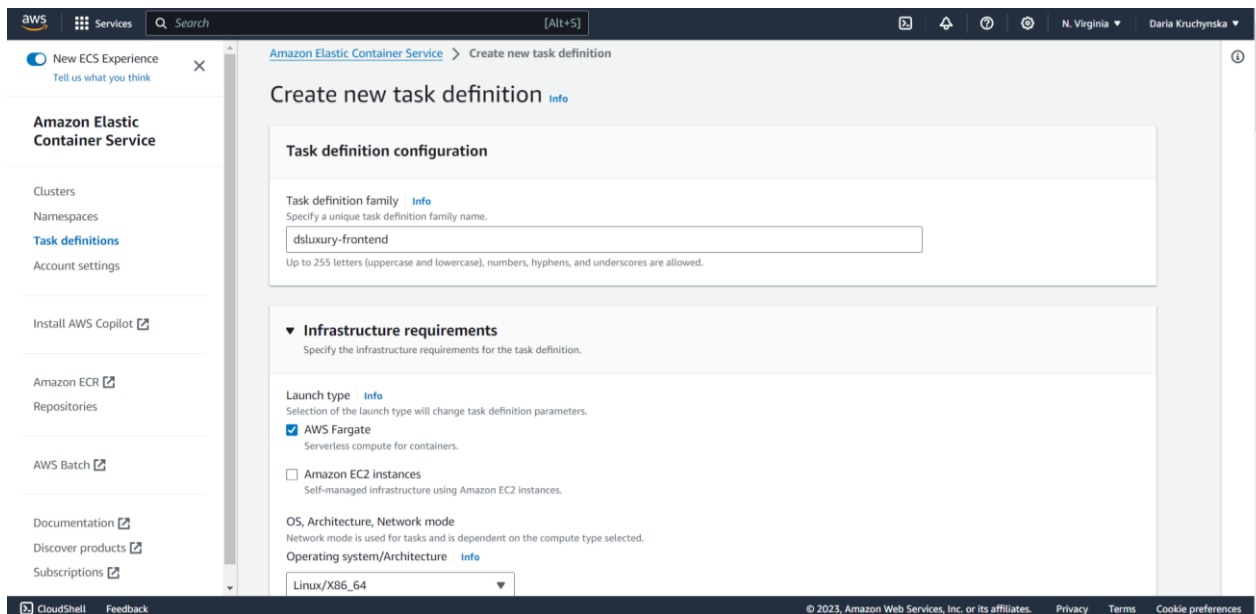 aws
Services
Search
[Alt+S]
N. Virginia ▼
Daria Kruchynska ▼
New ECS Experience
Tell us what you think
Amazon Elastic
Container Service
Clusters
Namespaces
Task definitions
Account settings
Install AWS Copilot
Amazon ECR
Repositories
AWS Batch
Documentation
Discover products
Subscriptions
Amazon Elastic Container Service > Create new task definition
Create new task definition Info
Task definition configuration
Task definition family Info
Specify a unique task definition family name.
dsluxury-frontend
Up to 255 letters (uppercase and lowercase), numbers, hyphens, and underscores are allowed.
▼ Infrastructure requirements
Specify the infrastructure requirements for the task definition.
Launch type Info
Selection of the launch type will change task definition parameters.
AWS Fargate
Serverless compute for containers.
Amazon EC2 instances
Self-managed infrastructure using Amazon EC2 instances.
OS, Architecture, Network mode
Network mode is used for tasks and is dependent on the compute type selected.
Operating system/Architecture Info
Linux/X86_64
CloudShell
Feedback
© 2023, Amazon Web Services, Inc. or its affiliates.
Privacy
Terms
Cookie preferences